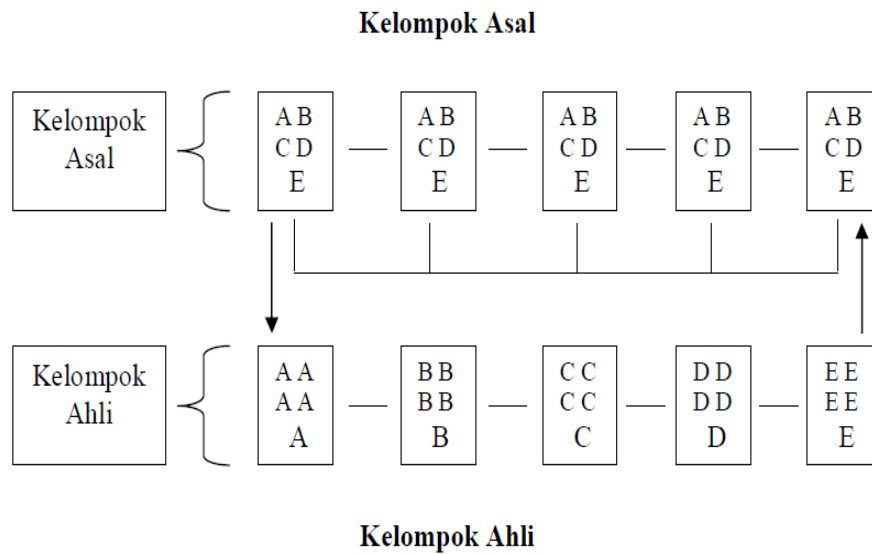 Kelompok Asal
Kelompok
Asal
A B
C D
E
A B
C D
E
A B
C D
E
A B
C D
E
A B
C D
E
Kelompok
Ahli
A A
A A
A
B B
B B
B
C C
C C
C
D D
D D
D
E E
E E
E
Kelompok Ahli